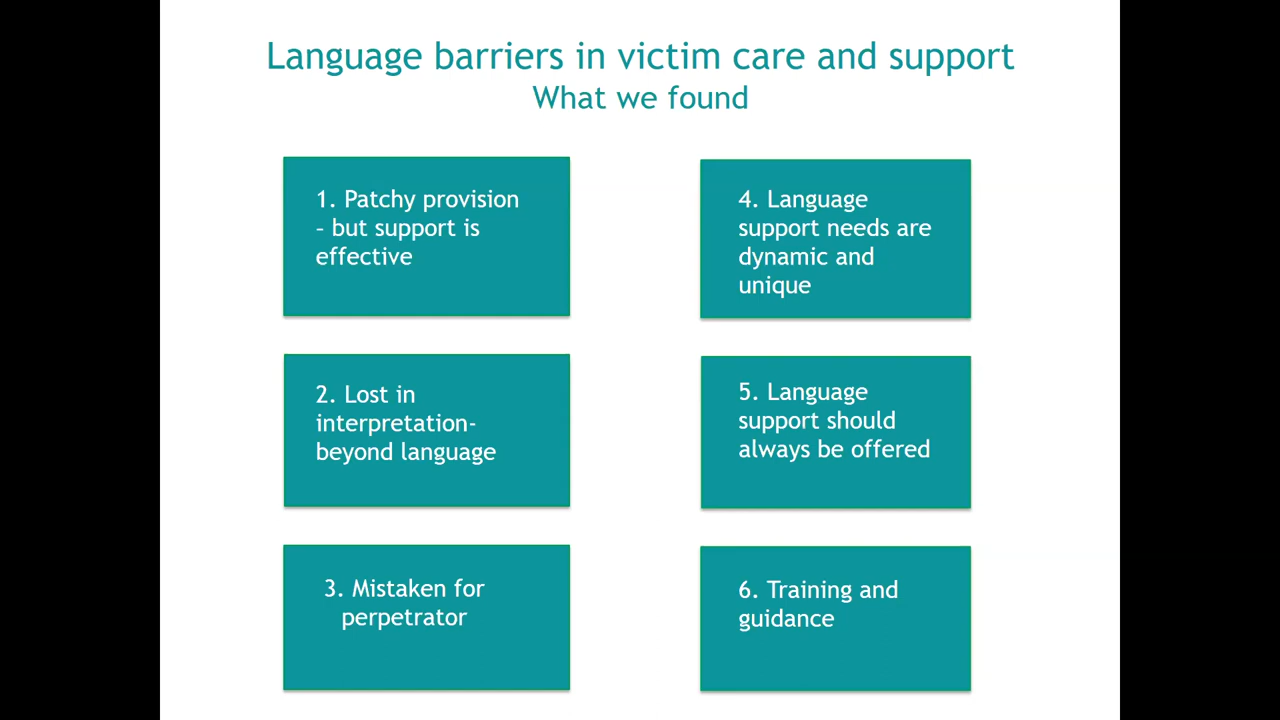 Language barriers in victim care and support
What we found
1. Patchy provision
– but support is
effective
2. Lost in
interpretation-
beyond language
3. Mistaken for
perpetrator
4. Language
support needs are
dynamic and
unique
5. Language
support should
always be offered
6. Training and
guidance